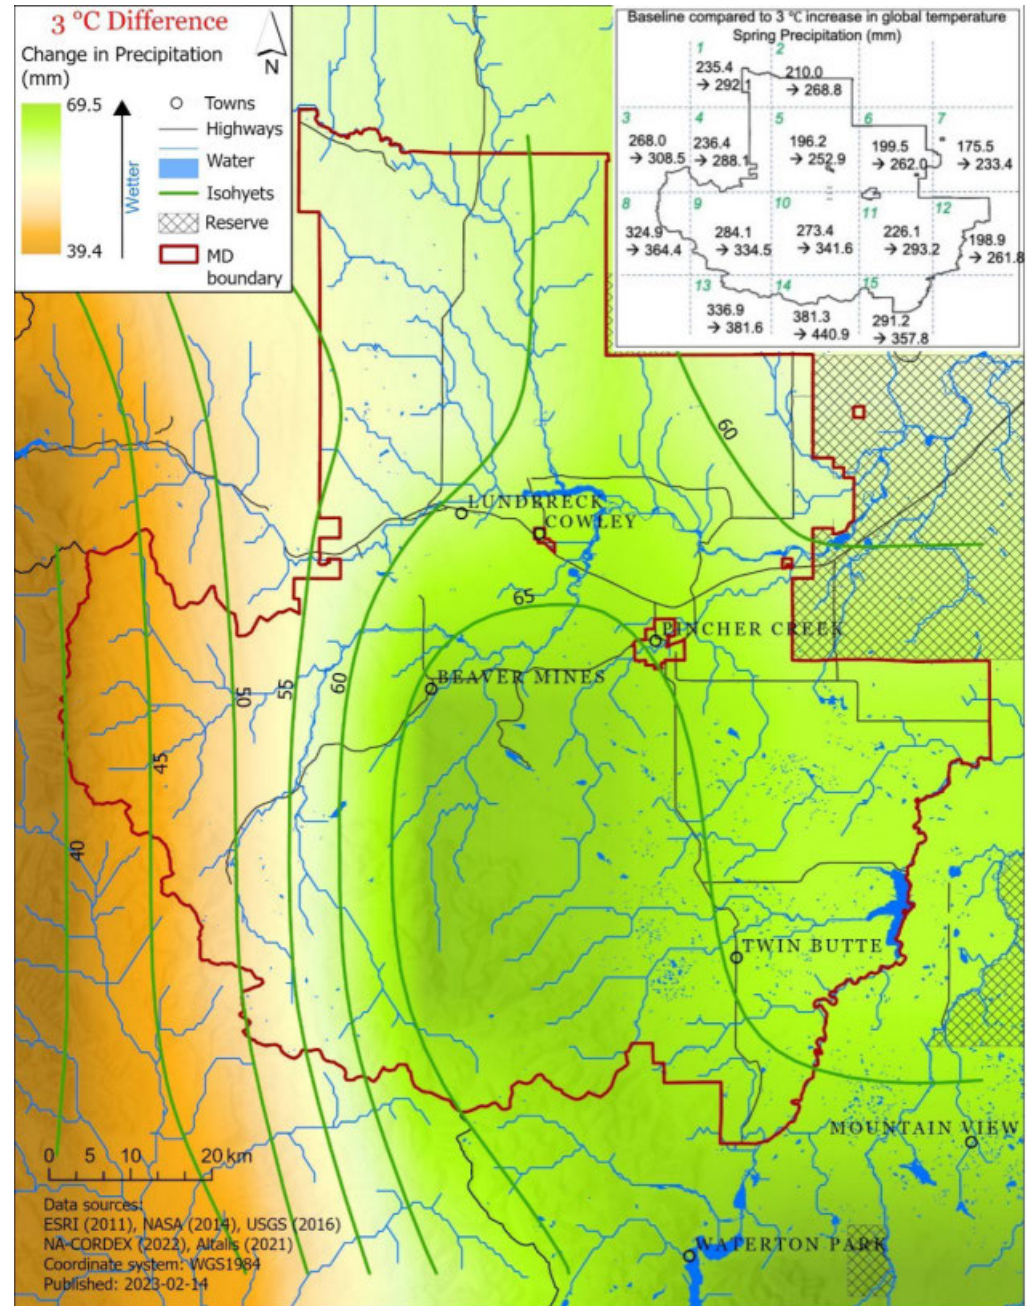 3 °C Difference
Change in Precipitation
(mm)
69.5
Wetter
39.4
N
Towns
Highways
Water
Isohyets
Reserve
MD
boundary
Baseline compared to 3 °C increase in global temperature
Spring Precipitation (mm)
1
235.4
→ 292.1
2
210.0
→ 268.8
3
268.0
→ 308.5
4
236.4
→ 288.1
5
196.2
→ 252.9
6
199.5
→ 262.0
7
175.5
→ 233.4
8
324.9
→ 364.4
9
284.1
→ 334.5
10
273.4
→ 341.6
11
226.1
→ 293.2
12
198.9
→ 261.8
13
336.9
→ 381.6
14
381.3
→ 440.9
15
291.2
→ 357.8
60
LUNDBRECK
COWLEY
65
PINCHER CREEK
BEAVER MINES
60
55
50
45
40
TWIN BUTTE
MOUNTAIN VIEW
WATERTON PARK
0 5 10 20 km
Data sources:
ESRI (2011), NASA (2014), USGS (2016)
NA-CORDEX (2022), Altalis (2021)
Coordinate system: WGS1984
Published: 2023-02-14